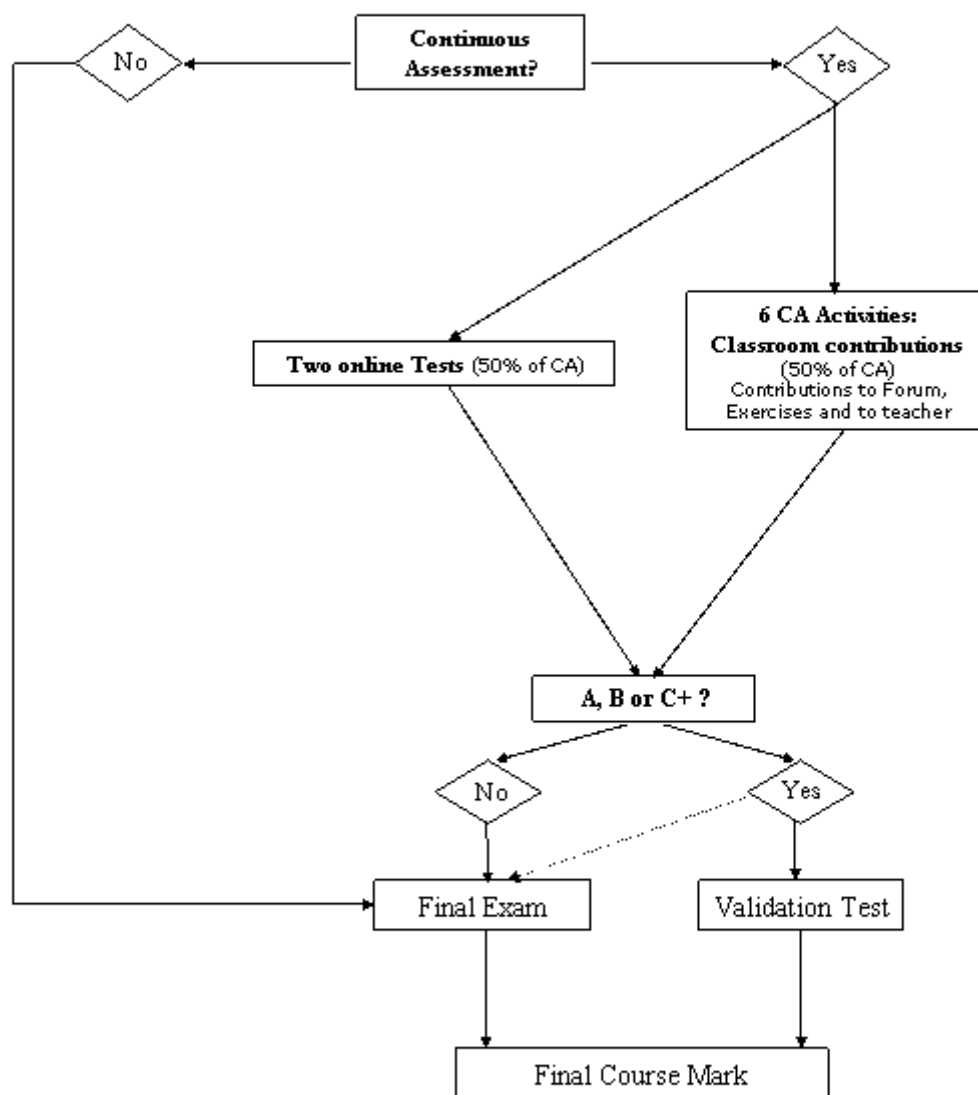 Continuous
Assessment?
No
Yes
Two online Tests (50% of CA)
6 CA Activities:
Classroom contributions
(50% of CA)
Contributions to Forum,
Exercises and to teacher
A, B or C+ ?
No
Yes
Final Exam
Validation Test
Final Course Mark